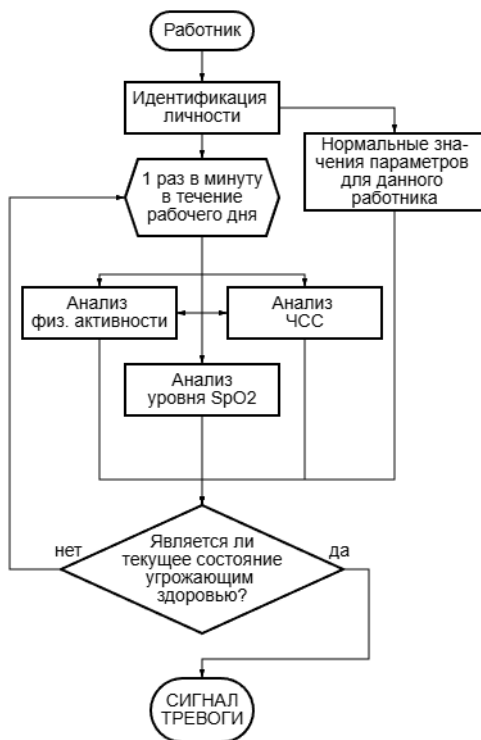 Работник
Идентификация
личности
Нормальные зна-
чения параметров
для данного
работника
1 раз в минуту
в течение
рабочего дня
Анализ
физ. активности
Анализ
ЧСС
Анализ
уровня SpO2
нет
Является ли
текущее состояние
угрожающим
здоровью?
да
СИГНАЛ
ТРЕВОГИ